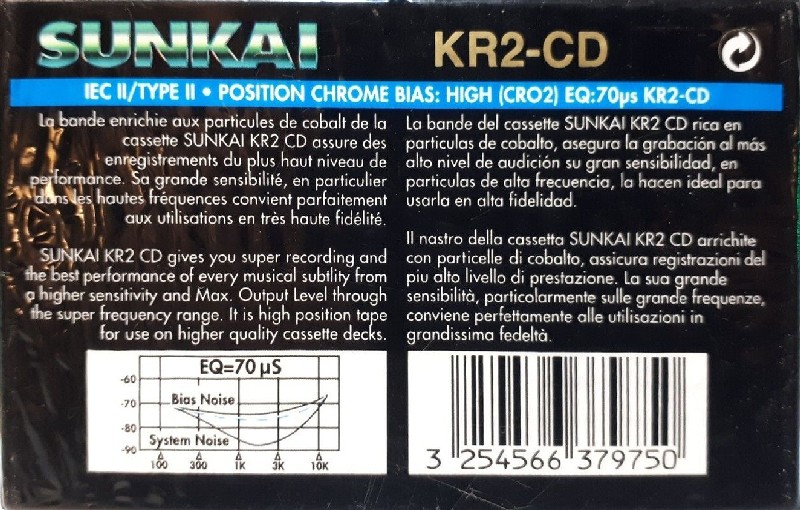 SUNKAI
KR2-CD
IEC II/TYPE II • POSITION CHROME BIAS: HIGH (CRO2) EQ:70µs KR2-CD
La bande enrichie aux particules de cobalt de la
cassette SUNKAI KR2 CD assure des
enregistrements du plus haut niveau de
performance. Sa grande sensibilité, en particulier
dans les hautes fréquences convient parfaitement
aux utilisations en très haute fidélité.
SUNKAI KR2 CD gives you super recording and
the best performance of every musical subtlity from
a higher sensitivity and Max. Output Level through
the super frequency range. It is high position tape
for use on higher quality cassette decks.
La bande del cassette SUNKAI KR2 CD rica en
particulas de cobalto, asegura la grabación al más
alto nivel de audición su gran sensibilidad, en
particulas de alta frecuencia, la hacen ideal para
usarla en alta fidelidad.
Il nastro della cassetta SUNKAI KR2 CD arrichite
con particelle di cobalto, assicura registrazioni del
piu alto livello di prestazione. La sua grande
sensibilità, particolarmente sulle grande frequenze,
conviene perfettamente alle utilisazioni in
grandissima fedeltà.
EQ=70 µS
-60
-70
-80
-90
Bias Noise
System Noise
100 300 1K 3K 10K
3 254566 379750